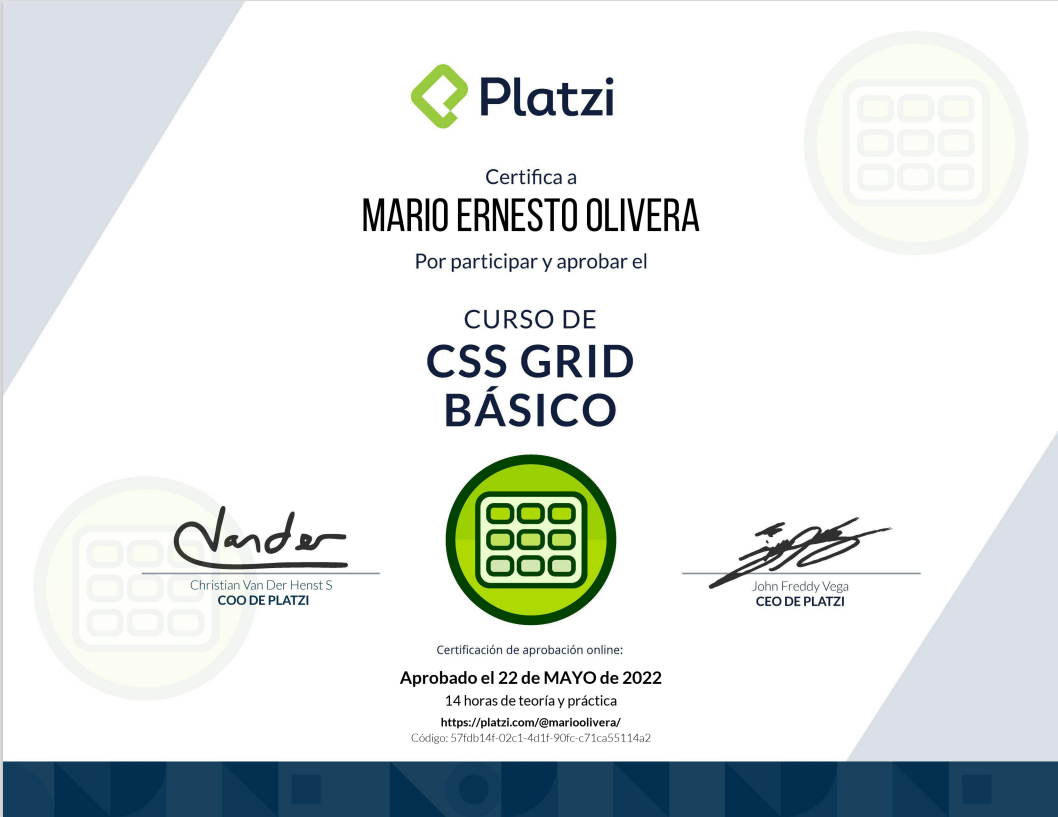 Platzi
Certifica a
MARIO ERNESTO OLIVERA
Por participar y aprobar el
CURSO DE
CSS GRID
BÁSICO
Vander
Christian Van Der Henst S
COO DE PLATZI
John Freddy Vega
CEO DE PLATZI
Certificación de aprobación online:
Aprobado el 22 de MAYO de 2022
14 horas de teoría y práctica
https://platzi.com/@marioolivera/
Código: 57fdb14f-02c1-4d1f-90fc-c71ca55114a2